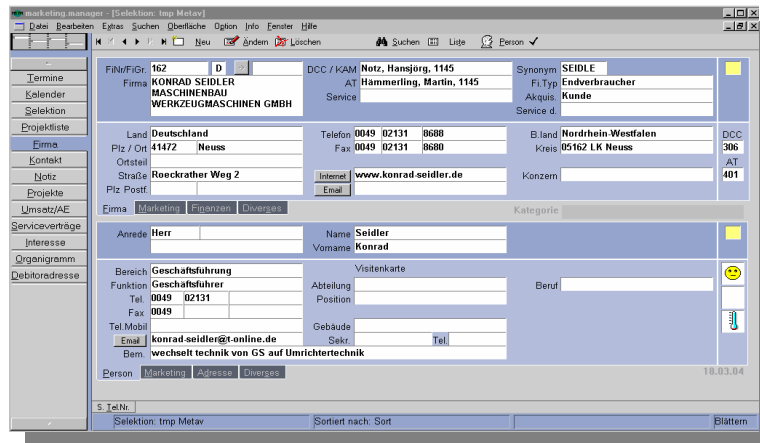 marketing.manager - [Selektion: tmp Metav]
Datei Bearbeiten Extras Suchen Oberfläche Option Info Fenster Hilfe
Neu Ändern Löschen Suchen Liste Person
Termine
Kalender
Selektion
Projektliste
Firma
Kontakt
Notiz
Projekte
Umsatz/AE
Serviceverträge
Interesse
Organigramm
Debitoradresse
FiNr/FiGr. 162 D DCC / KAM Notz, Hansjörg, 1145 Synonym SEIDLE
Firma KONRAD SEIDLER AT Hämmerling, Martin, 1145 Fi.Typ Endverbraucher
MASCHINENBAU Service Akquis. Kunde
WERKZEUGMASCHINEN GMBH Service d.
Land Deutschland Telefon 0049 02131 8688 B.land Nordrhein-Westfalen DCC
Plz / Ort 41472 Neuss Fax 0049 02131 8680 Kreis 05162 LK Neuss 306
Ortsteil AT
Straße Roeckrather Weg 2 Internet www.konrad-seidler.de Konzern 401
Plz Postf. Email
Firma Marketing Finanzen Diverses Kategorie
Anrede Herr Name Seidler
Vorname Konrad
Bereich Geschäftsführung Visitenkarte
Funktion Geschäftsführer Abteilung Beruf
Tel. 0049 02131 Position
Fax 0049
Tel.Mobil Gebäude
Email konrad-seidler@t-online.de Sekr. Tel.
Bem. wechselt technik von GS auf Umrichtertechnik
Person Marketing Adresse Diverses 18.03.84
S. Tel.Nr.
Selektion: tmp Metav Sortiert nach: Sort Blättern